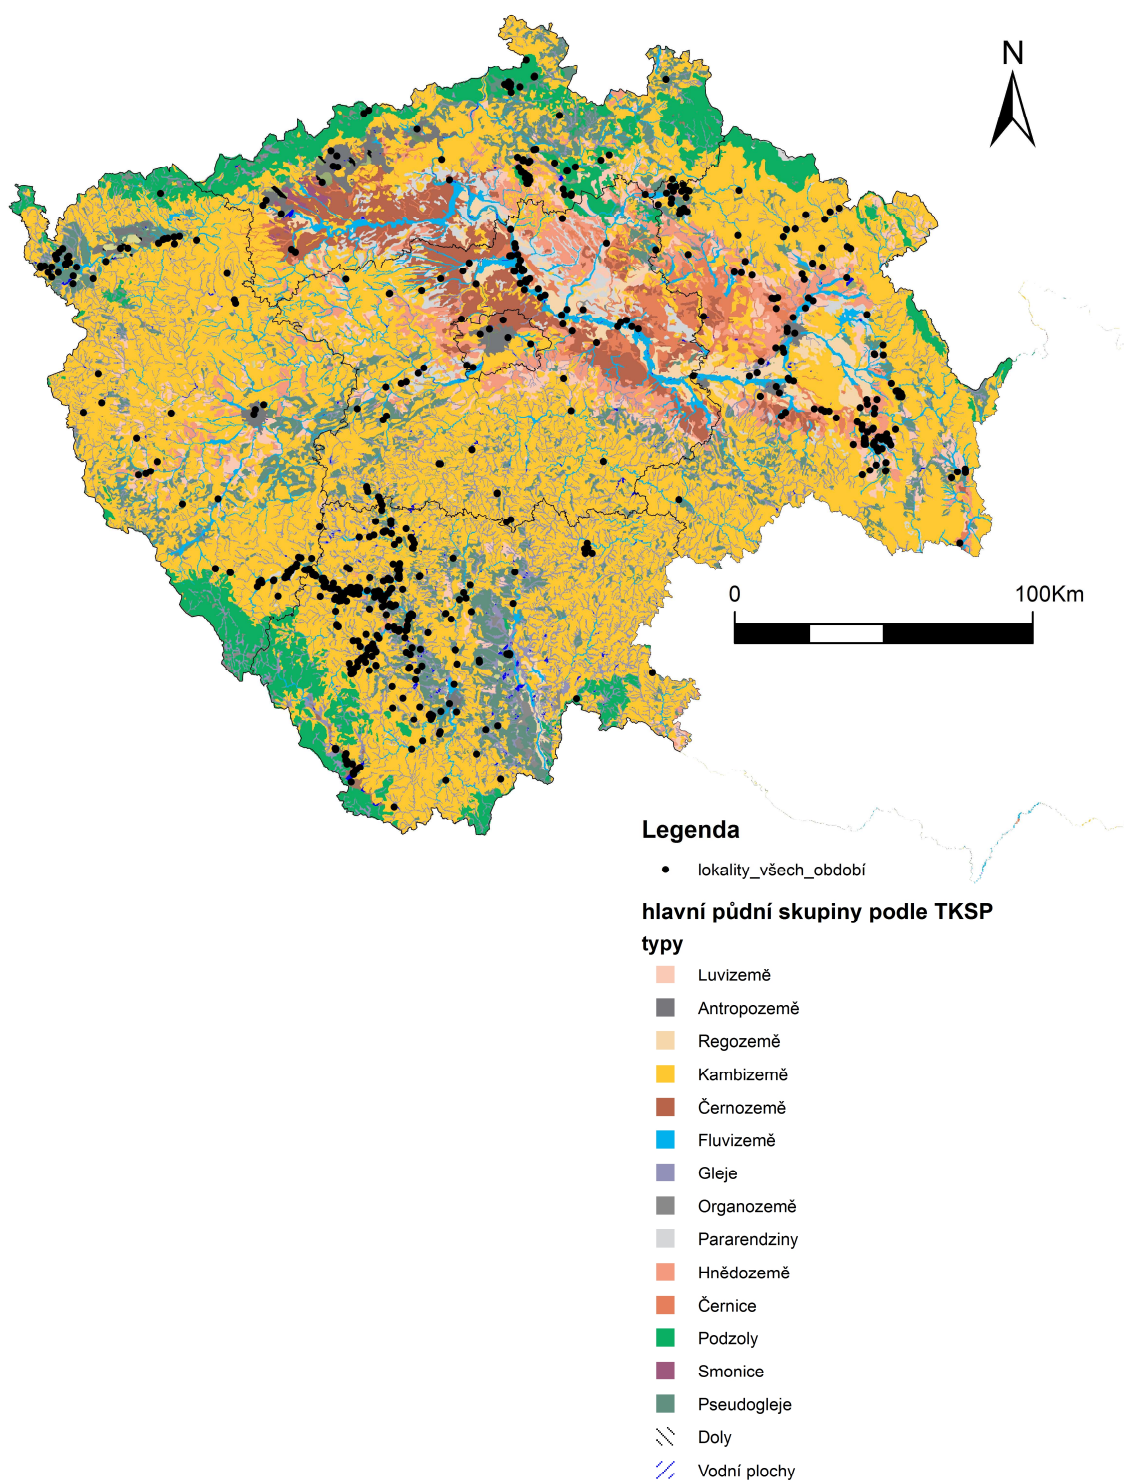 N
0 100Km
Legenda
lokality_všech_období
hlavní půdní skupiny podle TKSP
typy
Luvizemě
Antropozemě
Regozemě
Kambizemě
Černozemě
Fluvizemě
Gleje
Organozemě
Pararendziny
Hnědozemě
Černice
Podzoly
Smonice
Pseudogleje
Doly
Vodní plochy